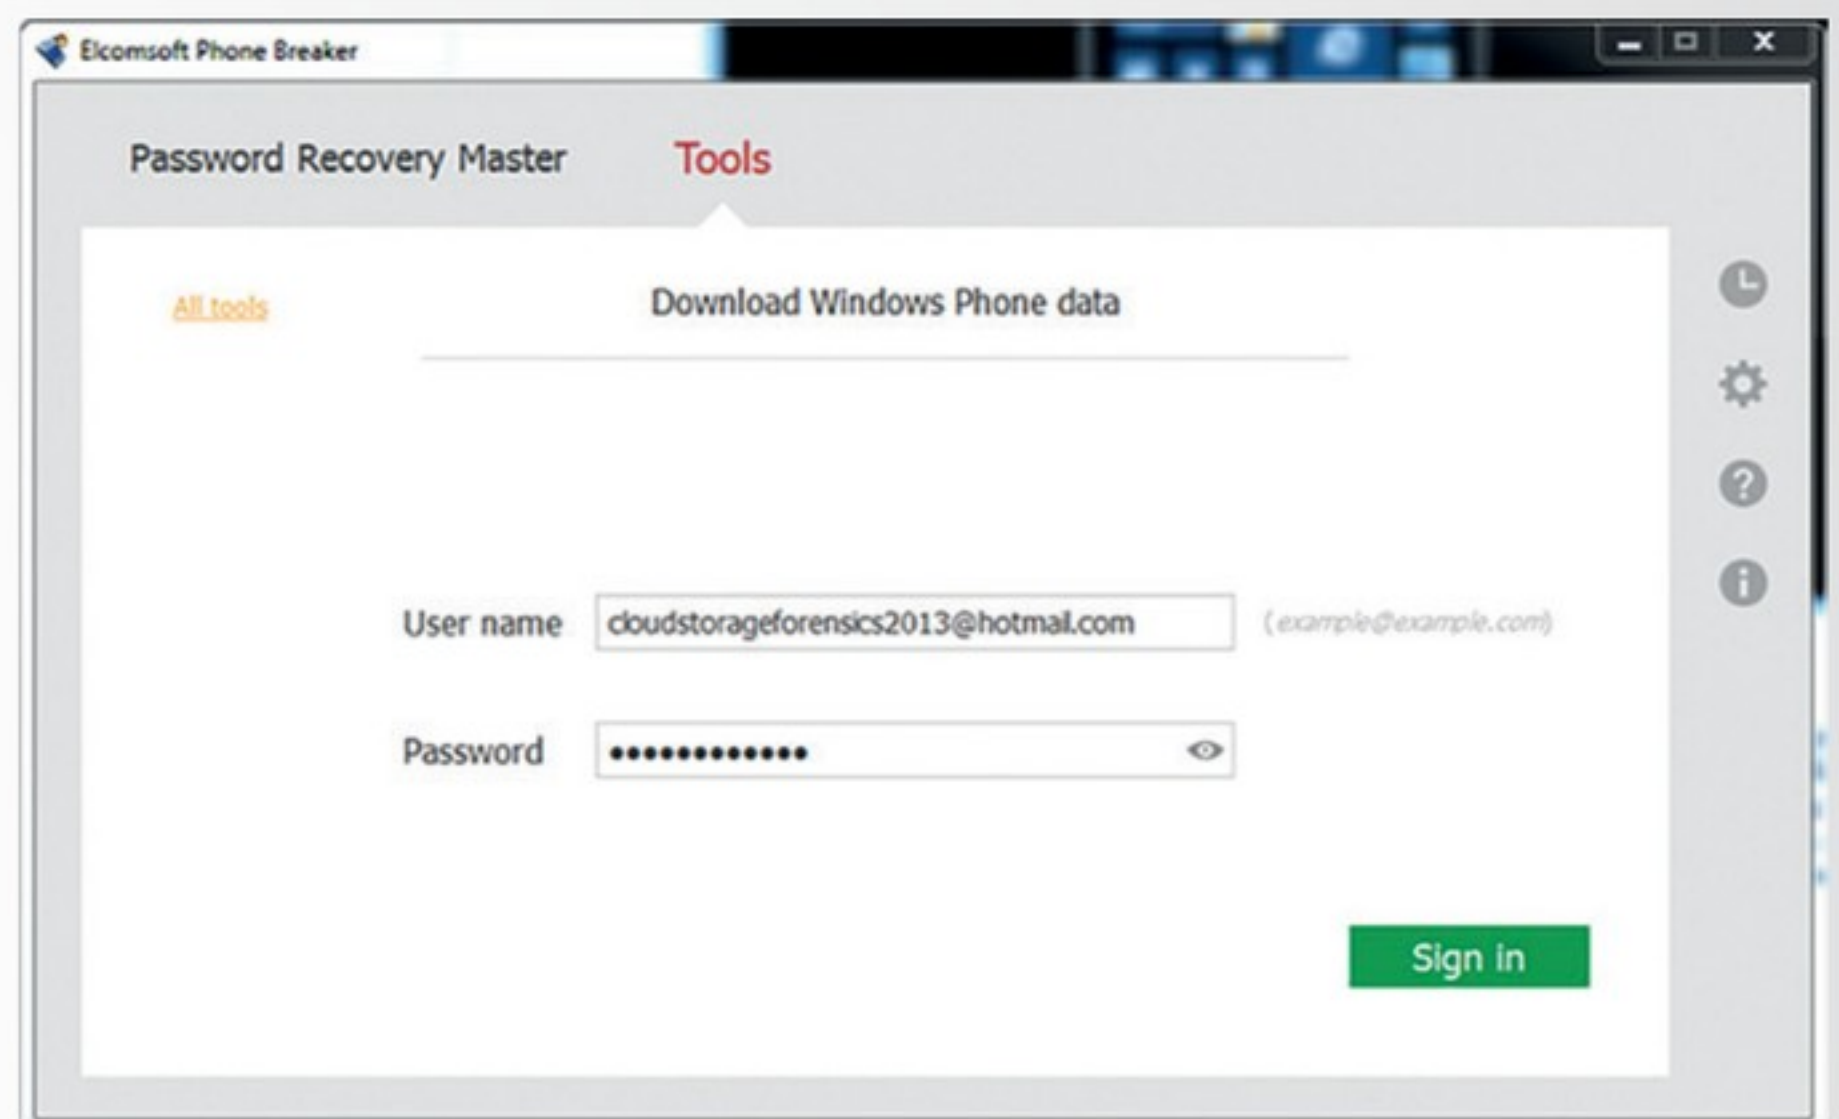 Elcomsoft Phone Breaker
Password Recovery Master Tools
All tools
Download Windows Phone data
User name cloudstorageforensics2013@hotmail.com (example@example.com)
Password ••••••••••••
Sign in